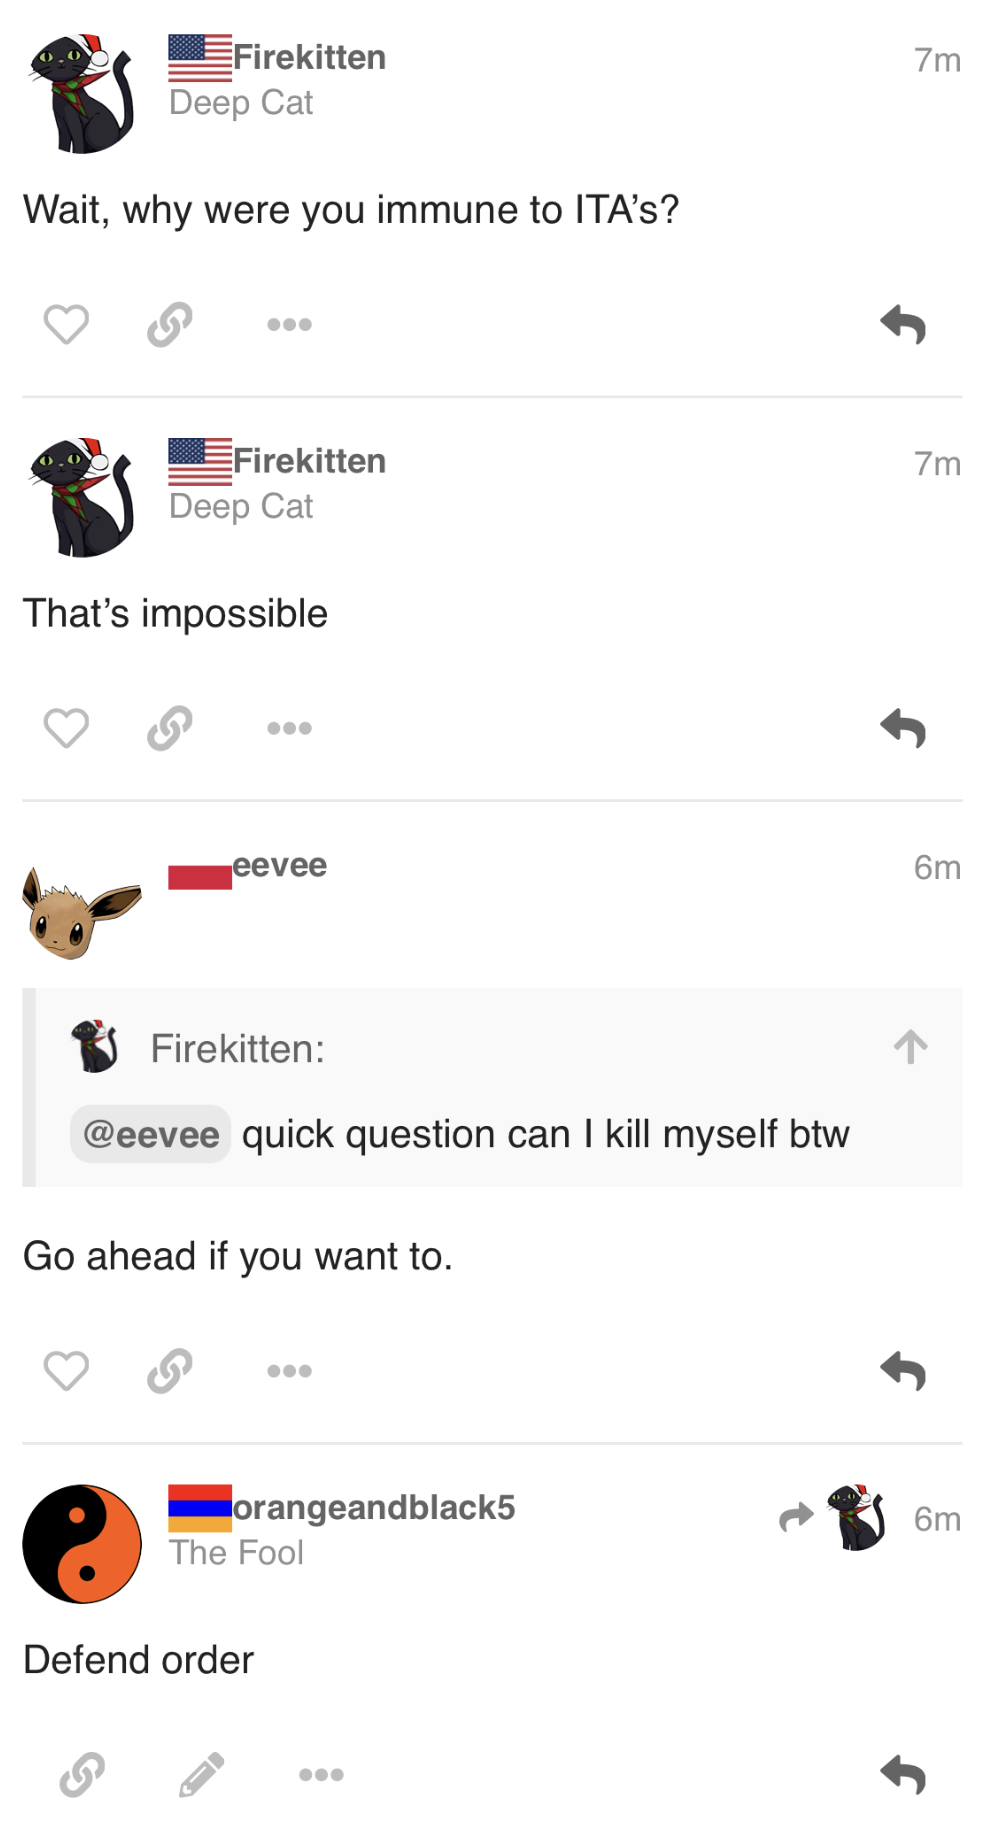 Firekitten
7m
Deep Cat
Wait, why were you immune to ITA’s?
Firekitten
7m
Deep Cat
That’s impossible
eevee
6m
Firekitten:
@eevee quick question can I kill myself btw
Go ahead if you want to.
orangeandblack5
6m
The Fool
Defend order